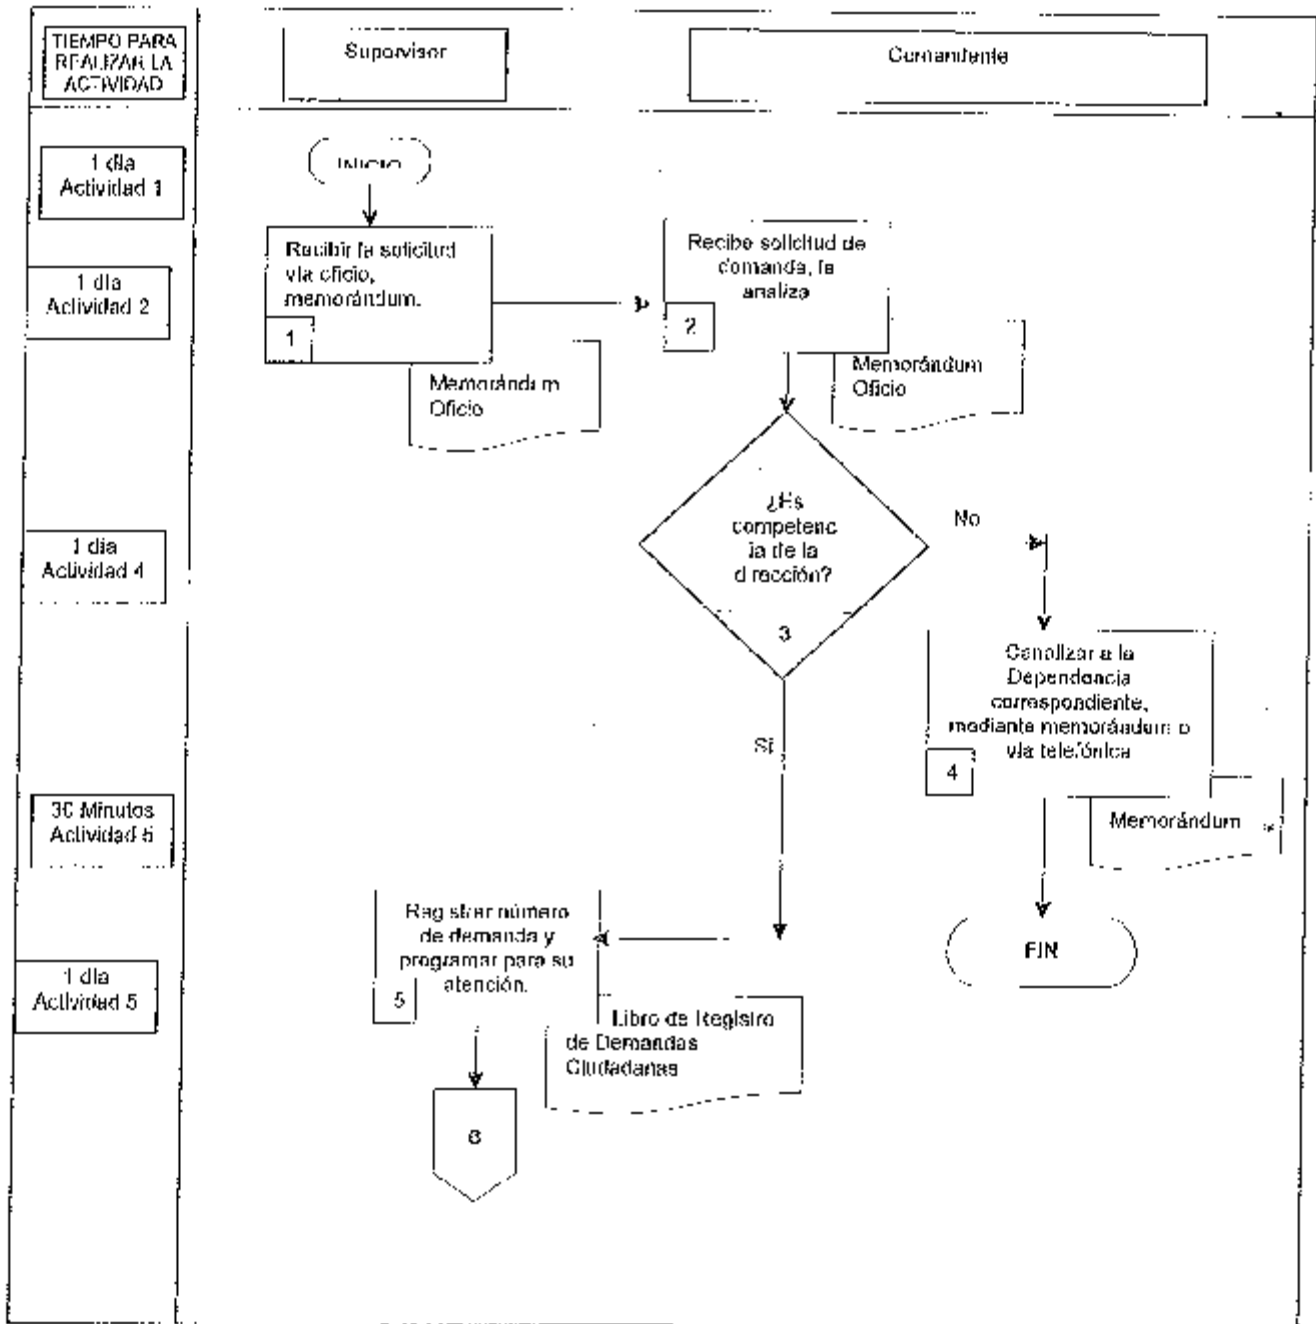 TIEMPO PARA
REALIZAR LA
ACTIVIDAD
Supervisor
Comandante
1 día
Actividad 1
INICIO
Recibir la solicitud
vía oficio,
memorándum.
1
Recibe solicitud de
demanda, la
analiza
2
1 día
Actividad 2
Memorándum
Oficio
Memorándum
Oficio
¿Es
competenc
ia de la
dirección?
3
No
1 día
Actividad 4
Canalizar a la
Dependencia
correspondiente,
mediante memorándum o
vía telefónica
4
Si
30 Minutos
Actividad 5
Memorándum
Registrar número
de demanda y
programar para su
atención.
5
FIN
1 día
Actividad 5
Libro de Registro
de Demandas
Ciudadanas
6